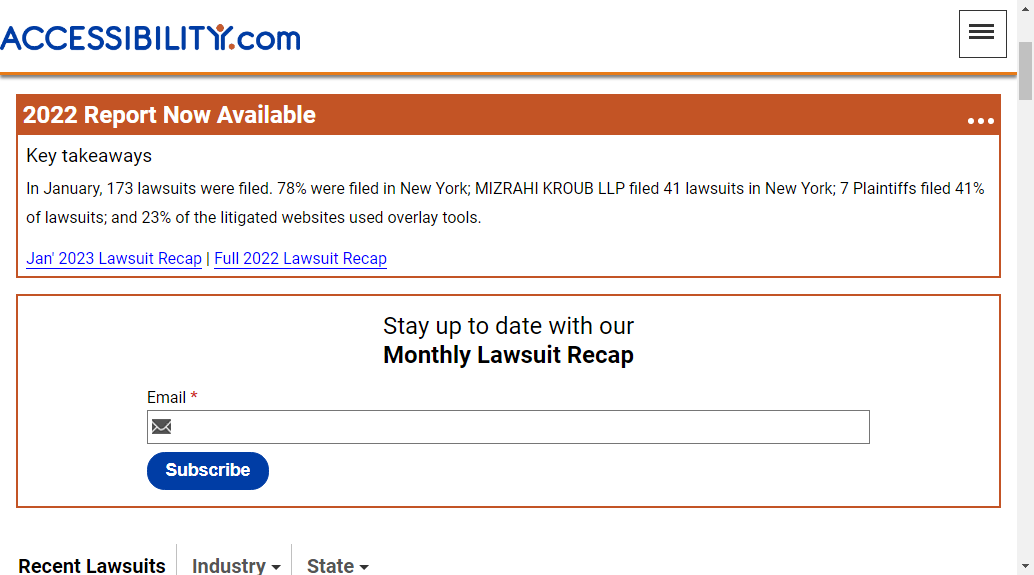 ACCESSIBILITY.com
2022 Report Now Available
Key takeaways
In January, 173 lawsuits were filed. 78% were filed in New York; MIZRAHI KROUB LLP filed 41 lawsuits in New York; 7 Plaintiffs filed 41%
of lawsuits; and 23% of the litigated websites used overlay tools.
Jan' 2023 Lawsuit Recap | Full 2022 Lawsuit Recap
Stay up to date with our
Monthly Lawsuit Recap
Email *
Subscribe
Recent Lawsuits Industry State